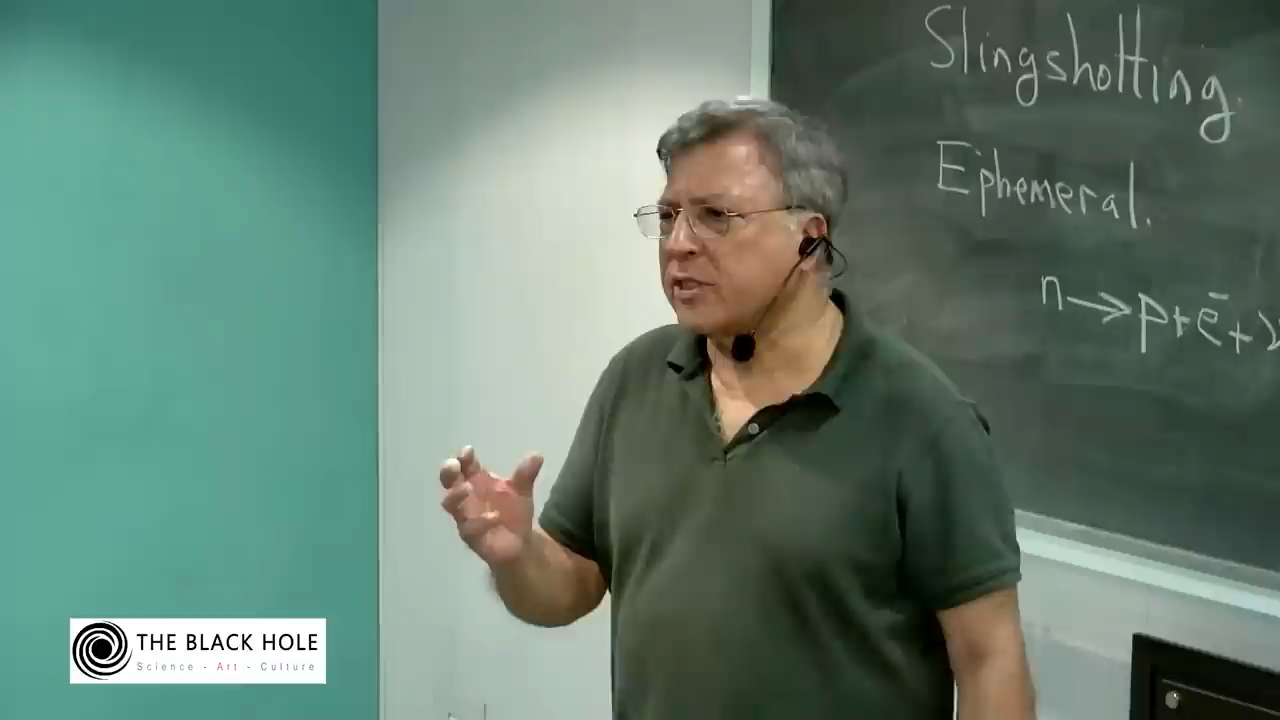 Slingshotting.
Ephemeral.
n → p + e⁻ + ν
THE BLACK HOLE
Science - Art - Culture